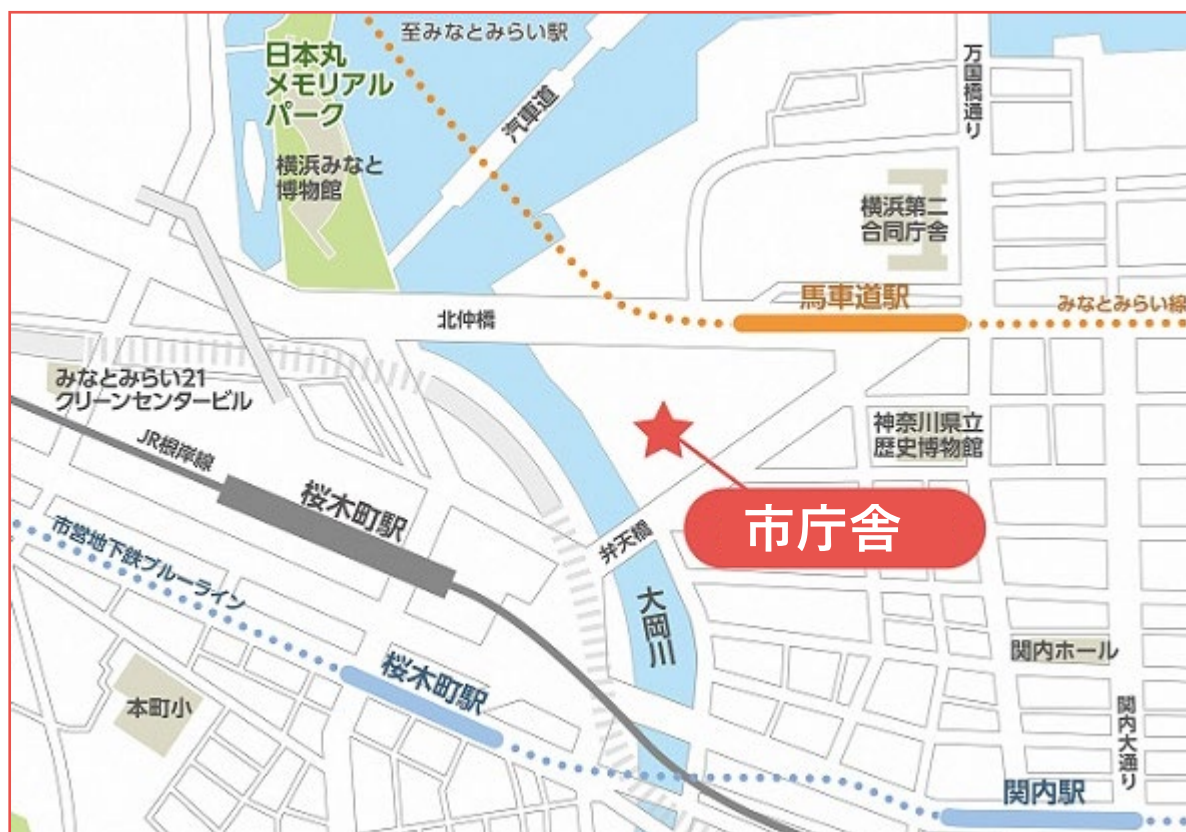 至みなとみらい駅
日本丸
メモリアル
パーク
汽車道
万国橋通り
横浜みなと
博物館
横浜第二
合同庁舎
馬車道駅
みなとみらい線
北仲橋
みなとみらい21
クリーンセンタービル
神奈川県立
歴史博物館
JR根岸線
桜木町駅
市庁舎
市営地下鉄ブルーライン
弁天橋
大岡川
関内ホール
桜木町駅
本町小
関内大通り
関内駅